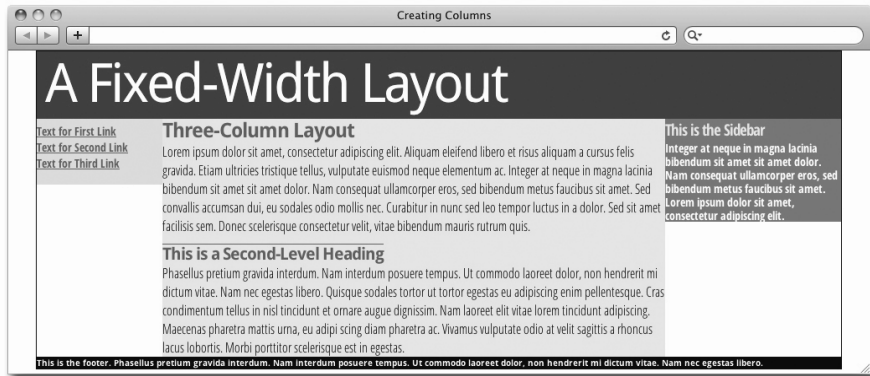 Creating Columns
A Fixed-Width Layout
Text for First Link
Text for Second Link
Text for Third Link
Three-Column Layout
Lorem ipsum dolor sit amet, consectetur adipiscing elit. Aliquam eleifend libero et risus aliquam a cursus felis
gravida. Etiam ultricies tristique tellus, vulputate euismod neque elementum ac. Integer at neque in magna lacinia
bibendum sit amet sit amet dolor. Nam consequat ullamcorper eros, sed bibendum metus faucibus sit amet. Sed
convallis accumsan dui, eu sodales odio mollis nec. Curabitur in nunc sed leo tempor luctus in a dolor. Sed sit amet
facilisis sem. Donec scelerisque consectetur velit, vitae bibendum mauris rutrum quis.
This is a Second-Level Heading
Phasellus pretium gravida interdum. Nam interdum posuere tempus. Ut commodo laoreet dolor, non hendrerit mi
dictum vitae. Nam nec egestas libero. Quisque sodales tortor ut tortor egestas eu adipiscing enim pellentesque. Cras
condimentum tellus in nisl tincidunt et ornare augue dignissim. Nam laoreet elit vitae lorem tincidunt adipiscing.
Maecenas pharetra mattis urna, eu adipi scing diam pharetra ac. Vivamus vulputate odio at velit sagittis a rhoncus
lacus lobortis. Morbi porttitor scelerisque est in egestas.
This is the Sidebar
Integer at neque in magna lacinia
bibendum sit amet sit amet dolor.
Nam consequat ullamcorper eros, sed
bibendum metus faucibus sit amet.
Lorem ipsum dolor sit amet,
consectetur adipiscing elit.
This is the footer. Phasellus pretium gravida interdum. Nam interdum posuere tempus. Ut commodo laoreet dolor, non hendrerit mi dictum vitae. Nam nec egestas libero.